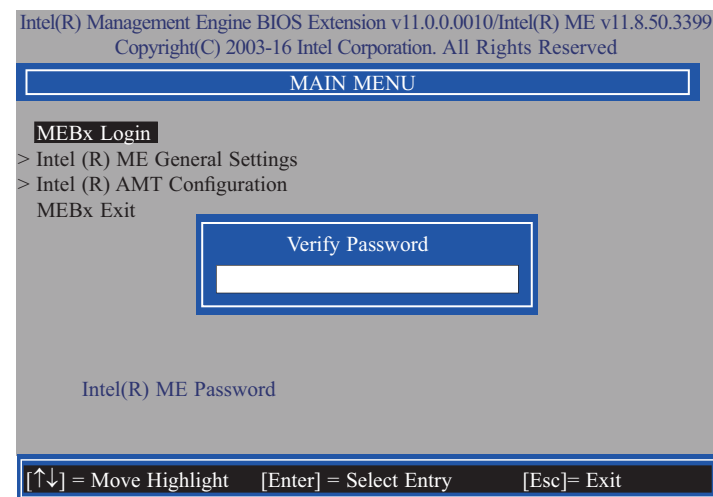 Intel(R) Management Engine BIOS Extension v11.0.0.0010/Intel(R) ME v11.8.50.3399
Copyright(C) 2003-16 Intel Corporation. All Rights Reserved
MAIN MENU
MEBx Login
> Intel (R) ME General Settings
> Intel (R) AMT Configuration
MEBx Exit
Verify Password
Intel(R) ME Password
[↑↓] = Move Highlight [Enter] = Select Entry [Esc]= Exit